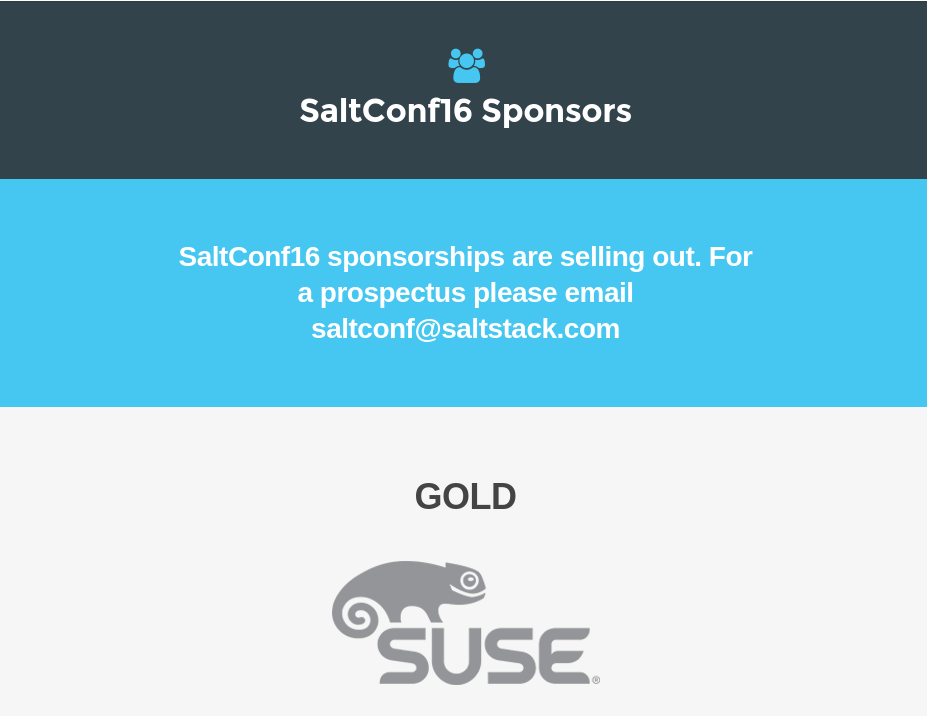 SaltConf16 Sponsors
SaltConf16 sponsorships are selling out. For
a prospectus please email
saltconf@saltstack.com
GOLD
SUSE®